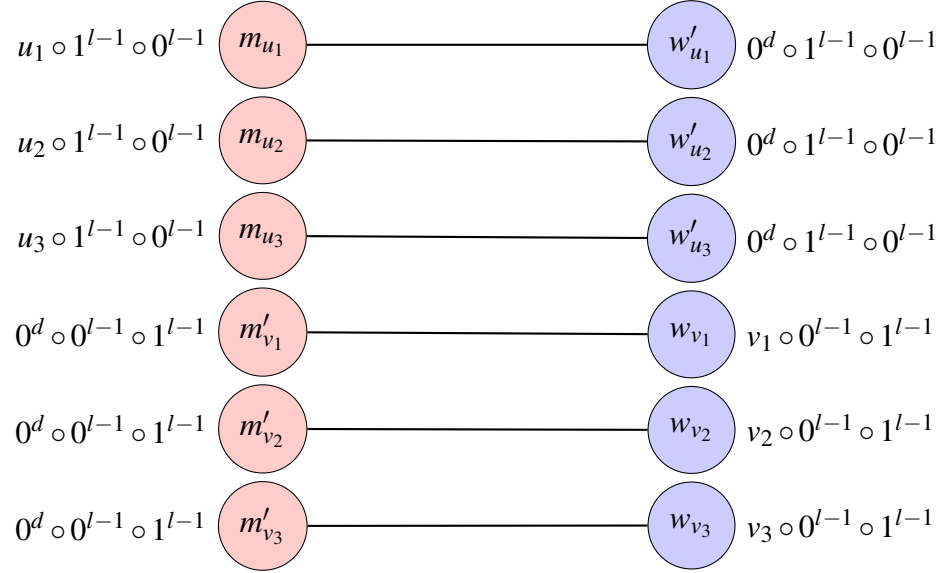 u₁ ∘ 1^{l−1} ∘ 0^{l−1} m_{u₁} w′_{u₁} 0^d ∘ 1^{l−1} ∘ 0^{l−1}
u₂ ∘ 1^{l−1} ∘ 0^{l−1} m_{u₂} w′_{u₂} 0^d ∘ 1^{l−1} ∘ 0^{l−1}
u₃ ∘ 1^{l−1} ∘ 0^{l−1} m_{u₃} w′_{u₃} 0^d ∘ 1^{l−1} ∘ 0^{l−1}
0^d ∘ 0^{l−1} ∘ 1^{l−1} m′_{v₁} w_{v₁} v₁ ∘ 0^{l−1} ∘ 1^{l−1}
0^d ∘ 0^{l−1} ∘ 1^{l−1} m′_{v₂} w_{v₂} v₂ ∘ 0^{l−1} ∘ 1^{l−1}
0^d ∘ 0^{l−1} ∘ 1^{l−1} m′_{v₃} w_{v₃} v₃ ∘ 0^{l−1} ∘ 1^{l−1}